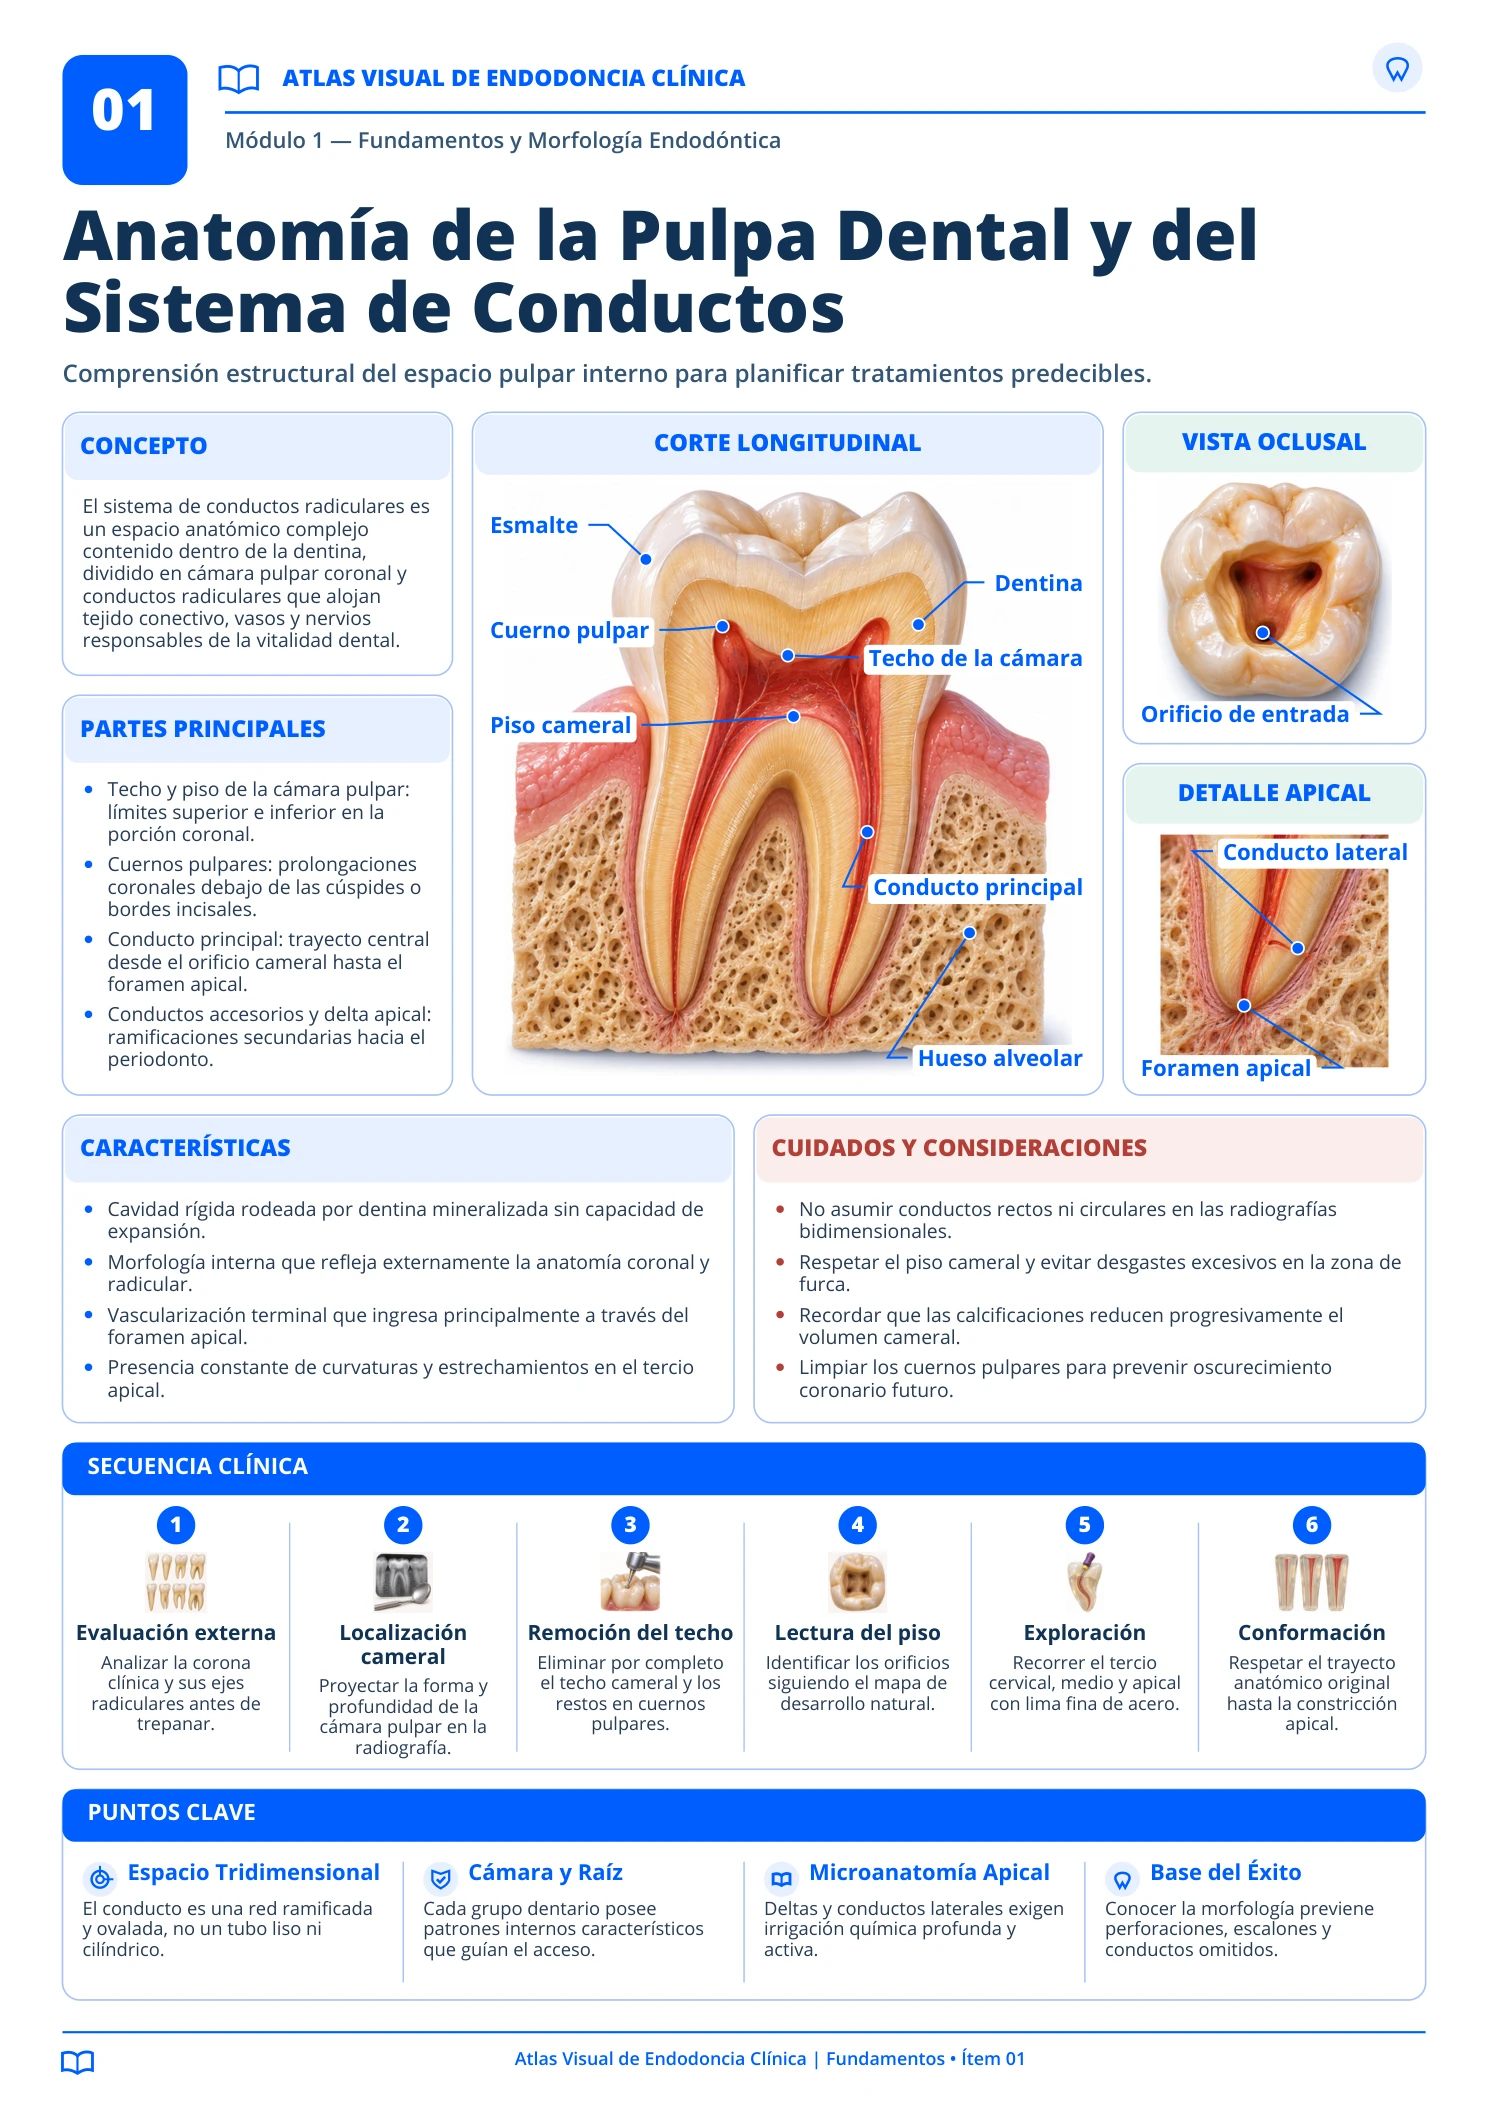 01
ATLAS VISUAL DE ENDODONCIA CLÍNICA
Módulo 1 — Fundamentos y Morfología Endodóntica
Anatomía de la Pulpa Dental y del
Sistema de Conductos
Comprensión estructural del espacio pulpar interno para planificar tratamientos predecibles.
CONCEPTO
El sistema de conductos radiculares es
un espacio anatómico complejo
contenido dentro de la dentina,
dividido en cámara pulpar coronal y
conductos radiculares que alojan
tejido conectivo, vasos y nervios
responsables de la vitalidad dental.
PARTES PRINCIPALES
• Techo y piso de la cámara pulpar:
límites superior e inferior en la
porción coronal.
• Cuernos pulpares: prolongaciones
coronales debajo de las cúspides o
bordes incisales.
• Conducto principal: trayecto central
desde el orificio cameral hasta el
foramen apical.
• Conductos accesorios y delta apical:
ramificaciones secundarias hacia el
periodonto.
CORTE LONGITUDINAL
Esmalte
Dentina
Cuerno pulpar
Techo de la cámara
Piso cameral
Conducto principal
Hueso alveolar
VISTA OCLUSAL
Orificio de entrada
DETALLE APICAL
Conducto lateral
Foramen apical
CARACTERÍSTICAS
• Cavidad rígida rodeada por dentina mineralizada sin capacidad de
expansión.
• Morfología interna que refleja externamente la anatomía coronal y
radicular.
• Vascularización terminal que ingresa principalmente a través del
foramen apical.
• Presencia constante de curvaturas y estrechamientos en el tercio
apical.
CUIDADOS Y CONSIDERACIONES
• No asumir conductos rectos ni circulares en las radiografías
bidimensionales.
• Respetar el piso cameral y evitar desgastes excesivos en la zona de
furca.
• Recordar que las calcificaciones reducen progresivamente el
volumen cameral.
• Limpiar los cuernos pulpares para prevenir oscurecimiento
coronario futuro.
SECUENCIA CLÍNICA
1
Evaluación externa
Analizar la corona
clínica y sus ejes
radiculares antes de
trepanar.
2
Localización
cameral
Proyectar la forma y
profundidad de la
cámara pulpar en la
radiografía.
3
Remoción del techo
Eliminar por completo
el techo cameral y los
restos en cuernos
pulpares.
4
Lectura del piso
Identificar los orificios
siguiendo el mapa de
desarrollo natural.
5
Exploración
Recorrer el tercio
cervical, medio y apical
con lima fina de acero.
6
Conformación
Respetar el trayecto
anatómico original
hasta la constricción
apical.
PUNTOS CLAVE
Espacio Tridimensional
El conducto es una red ramificada
y ovalada, no un tubo liso ni
cilíndrico.
Cámara y Raíz
Cada grupo dentario posee
patrones internos característicos
que guían el acceso.
Microanatomía Apical
Deltas y conductos laterales exigen
irrigación química profunda y
activa.
Base del Éxito
Conocer la morfología previene
perforaciones, escalones y
conductos omitidos.
Atlas Visual de Endodoncia Clínica | Fundamentos • Ítem 01